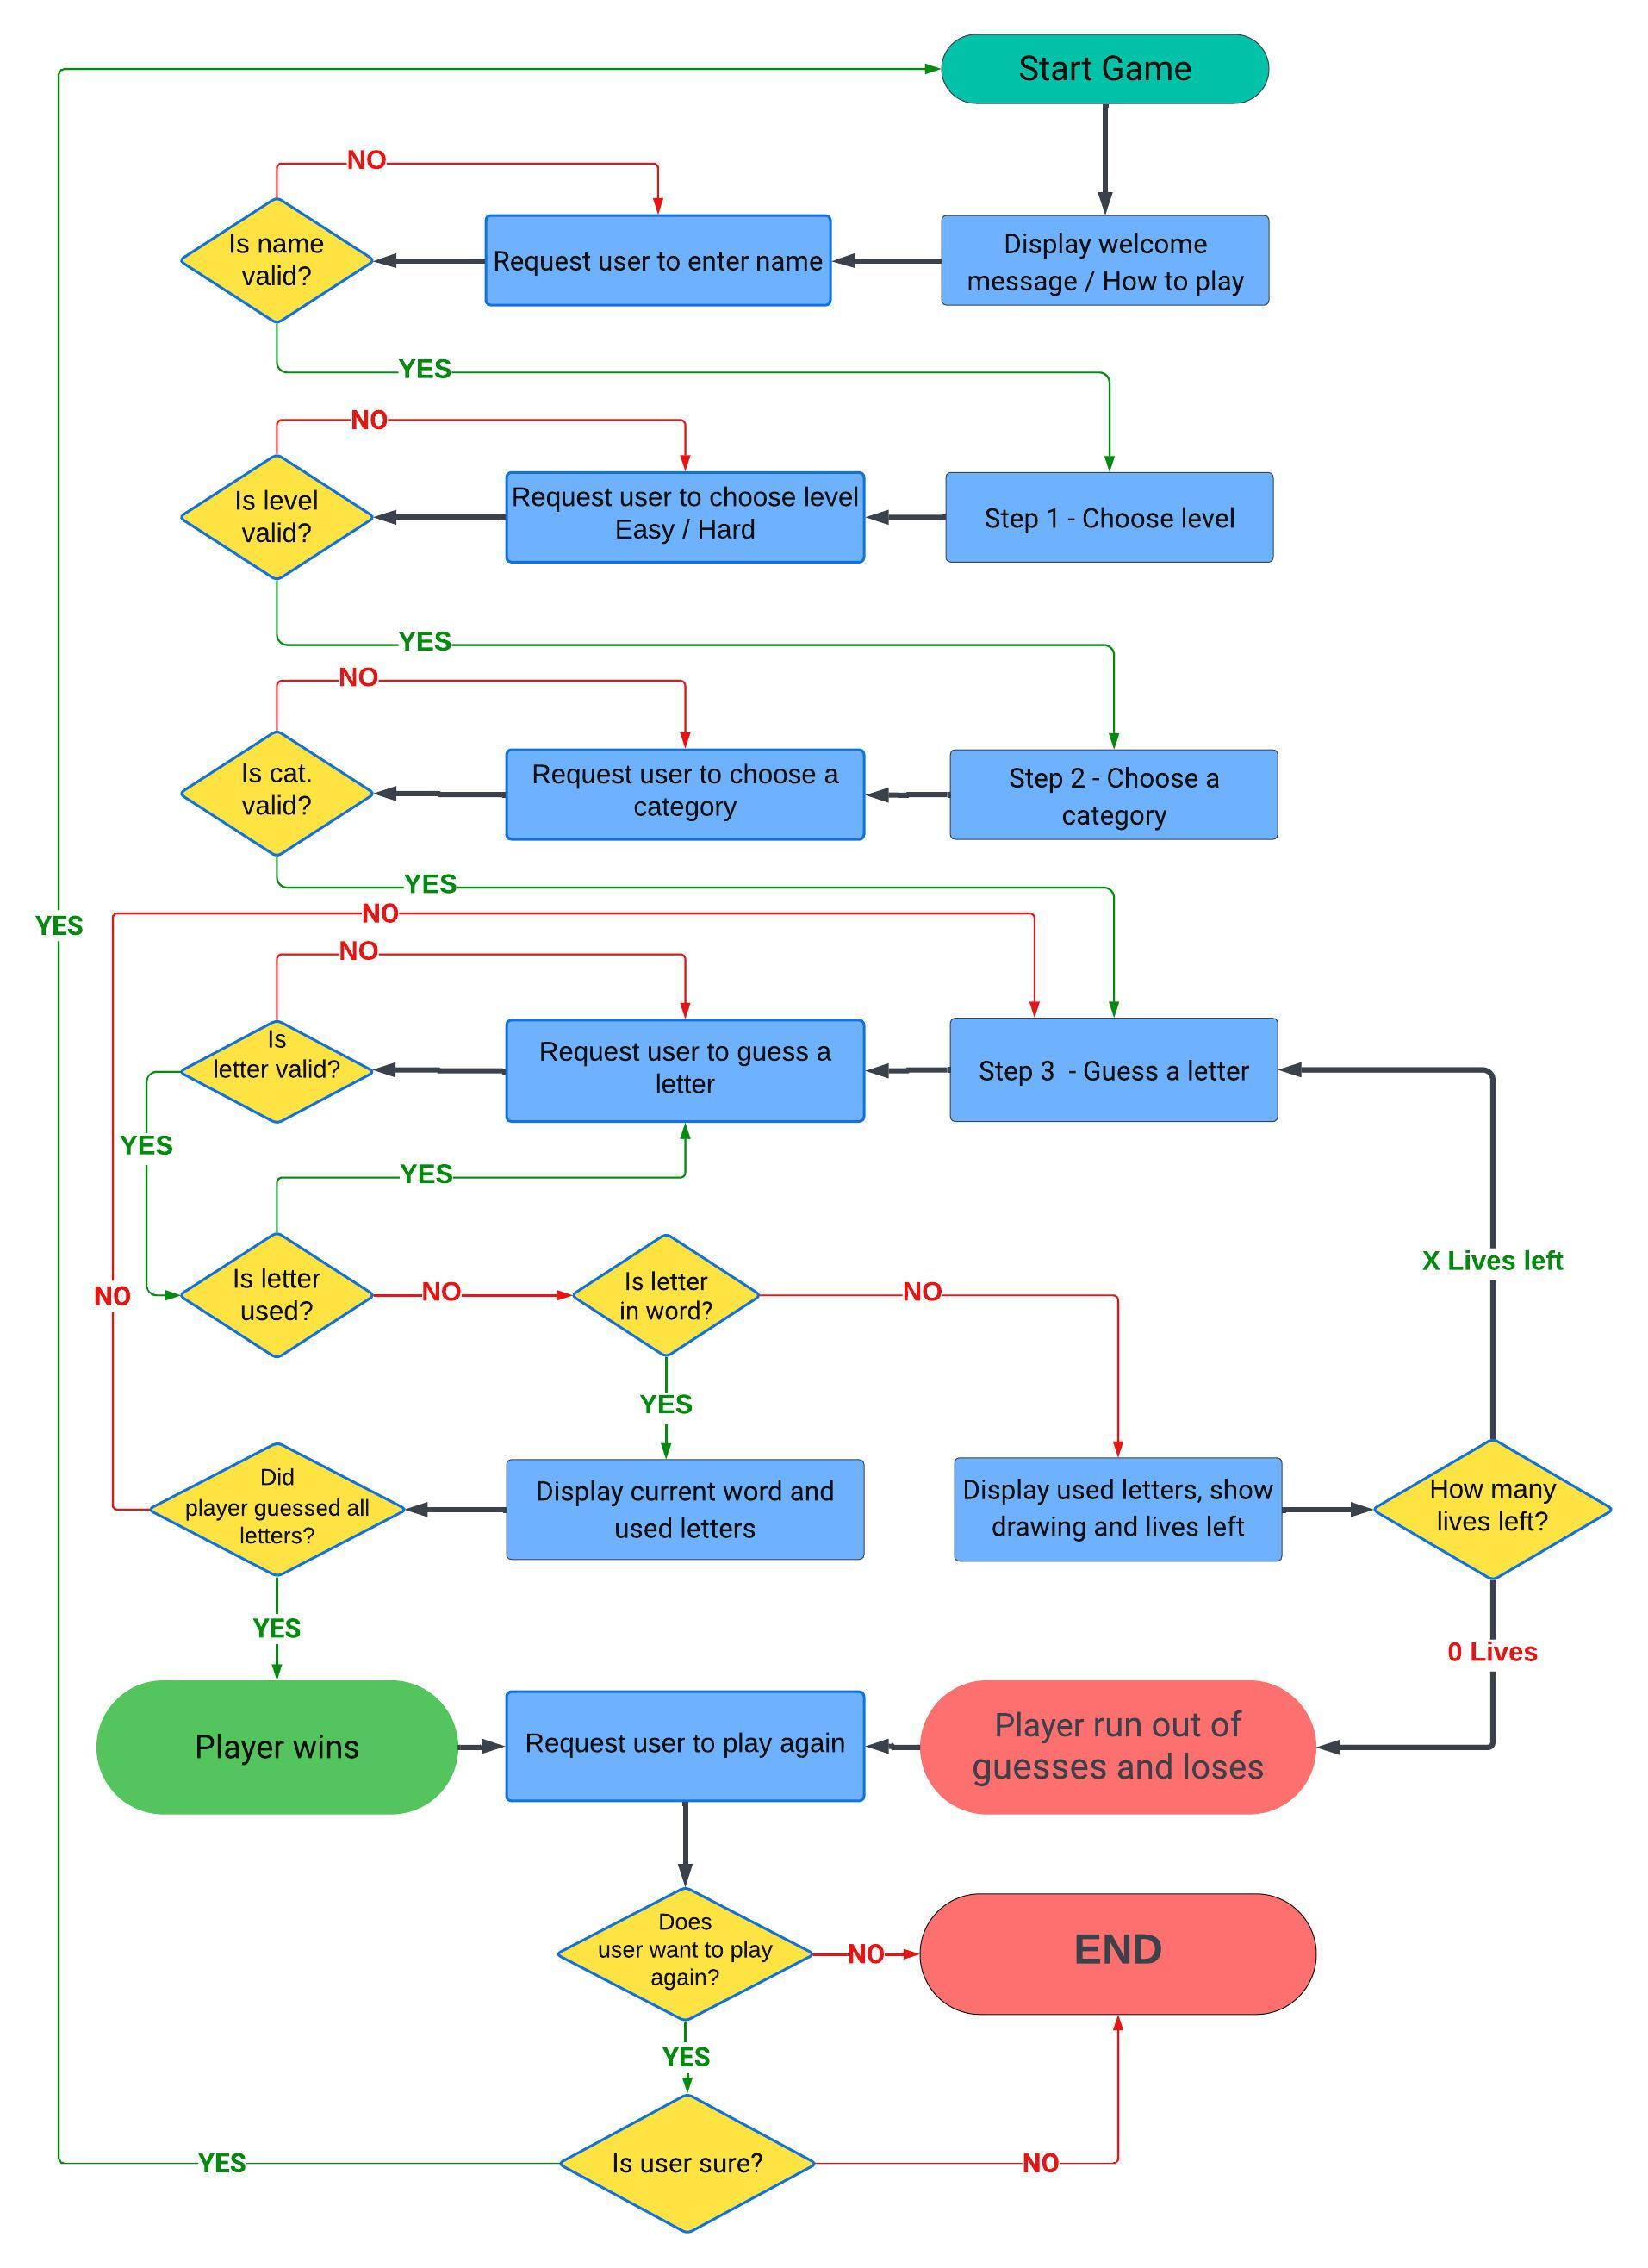 Start Game
NO
Is name
valid?
Request user to enter name
Display welcome
message / How to play
YES
NO
Is level
valid?
Request user to choose level
Easy / Hard
Step 1 - Choose level
YES
NO
Is cat.
valid?
Request user to choose a
category
Step 2 - Choose a
category
YES
NO
YES
NO
Is
letter valid?
Request user to guess a
letter
Step 3  - Guess a letter
YES
YES
X Lives left
NO
Is letter
used?
NO
Is letter
in word?
NO
YES
Did
player guessed all
letters?
Display current word and
used letters
Display used letters, show
drawing and lives left
How many
lives left?
YES
0 Lives
Player wins
Request user to play again
Player run out of
guesses and loses
Does
user want to play
again?
NO
END
YES
YES
Is user sure?
NO